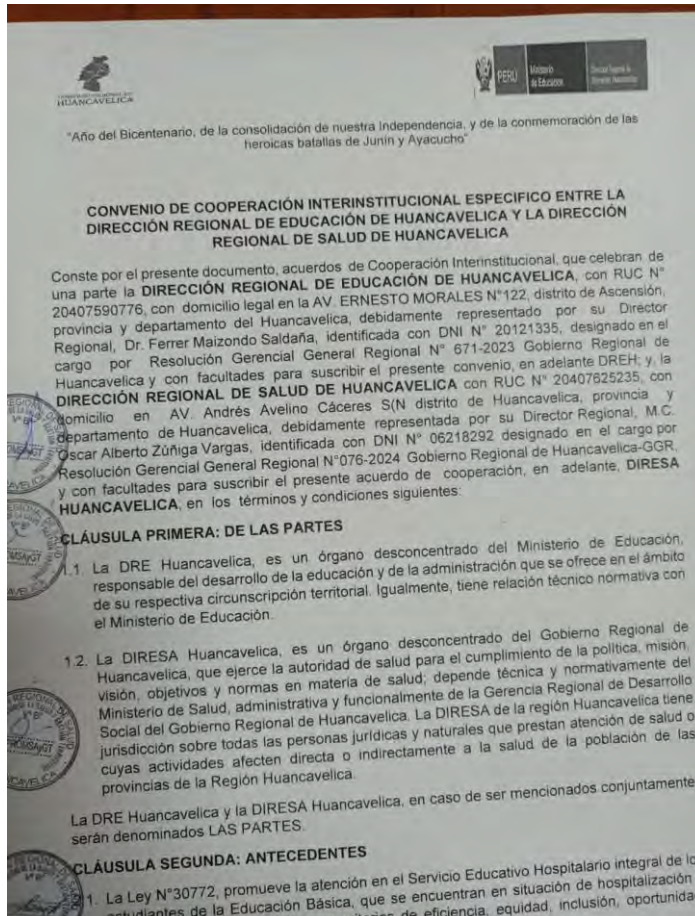 HUANCAVELICA
PERÚ
Ministerio
de Educación
"Año del Bicentenario, de la consolidación de nuestra Independencia, y de la conmemoración de las
heroicas batallas de Junín y Ayacucho"
CONVENIO DE COOPERACIÓN INTERINSTITUCIONAL ESPECIFICO ENTRE LA
DIRECCIÓN REGIONAL DE EDUCACIÓN DE HUANCAVELICA Y LA DIRECCIÓN
REGIONAL DE SALUD DE HUANCAVELICA
Conste por el presente documento, acuerdos de Cooperación Interinstitucional, que celebran de
una parte la DIRECCIÓN REGIONAL DE EDUCACIÓN DE HUANCAVELICA, con RUC N°
20407590776, con domicilio legal en la AV. ERNESTO MORALES N°122, distrito de Ascensión,
provincia y departamento del Huancavelica, debidamente representado por su Director
Regional, Dr. Ferrer Maizondo Saldaña, identificada con DNI N° 20121335, designado en el
cargo por Resolución Gerencial General Regional N° 671-2023 Gobierno Regional de
Huancavelica y con facultades para suscribir el presente convenio, en adelante DREH; y, la
DIRECCIÓN REGIONAL DE SALUD DE HUANCAVELICA con RUC N° 20407625235, con
domicilio en AV. Andrés Avelino Cáceres S(N distrito de Huancavelica, provincia y
departamento de Huancavelica, debidamente representada por su Director Regional, M.C.
Oscar Alberto Zúñiga Vargas, identificada con DNI N° 06218292 designado en el cargo por
Resolución Gerencial General Regional N°076-2024 Gobierno Regional de Huancavelica-GGR,
y con facultades para suscribir el presente acuerdo de cooperación, en adelante, DIRESA
HUANCAVELICA, en los términos y condiciones siguientes:
CLÁUSULA PRIMERA: DE LAS PARTES
1.1. La DRE Huancavelica, es un órgano desconcentrado del Ministerio de Educación,
responsable del desarrollo de la educación y de la administración que se ofrece en el ámbito
de su respectiva circunscripción territorial. Igualmente, tiene relación técnico normativa con
el Ministerio de Educación.
1.2. La DIRESA Huancavelica, es un órgano desconcentrado del Gobierno Regional de
Huancavelica, que ejerce la autoridad de salud para el cumplimiento de la política, misión,
visión, objetivos y normas en materia de salud; depende técnica y normativamente del
Ministerio de Salud, administrativa y funcionalmente de la Gerencia Regional de Desarrollo
Social del Gobierno Regional de Huancavelica. La DIRESA de la región Huancavelica tiene
jurisdicción sobre todas las personas jurídicas y naturales que prestan atención de salud o
cuyas actividades afecten directa o indirectamente a la salud de la población de las
provincias de la Región Huancavelica.
La DRE Huancavelica y la DIRESA Huancavelica, en caso de ser mencionados conjuntamente
serán denominados LAS PARTES.
CLÁUSULA SEGUNDA: ANTECEDENTES
1. La Ley N°30772, promueve la atención en el Servicio Educativo Hospitalario integral de lo
estudiantes de la Educación Básica, que se encuentran en situación de hospitalización
de eficiencia, equidad, inclusión, oportunida